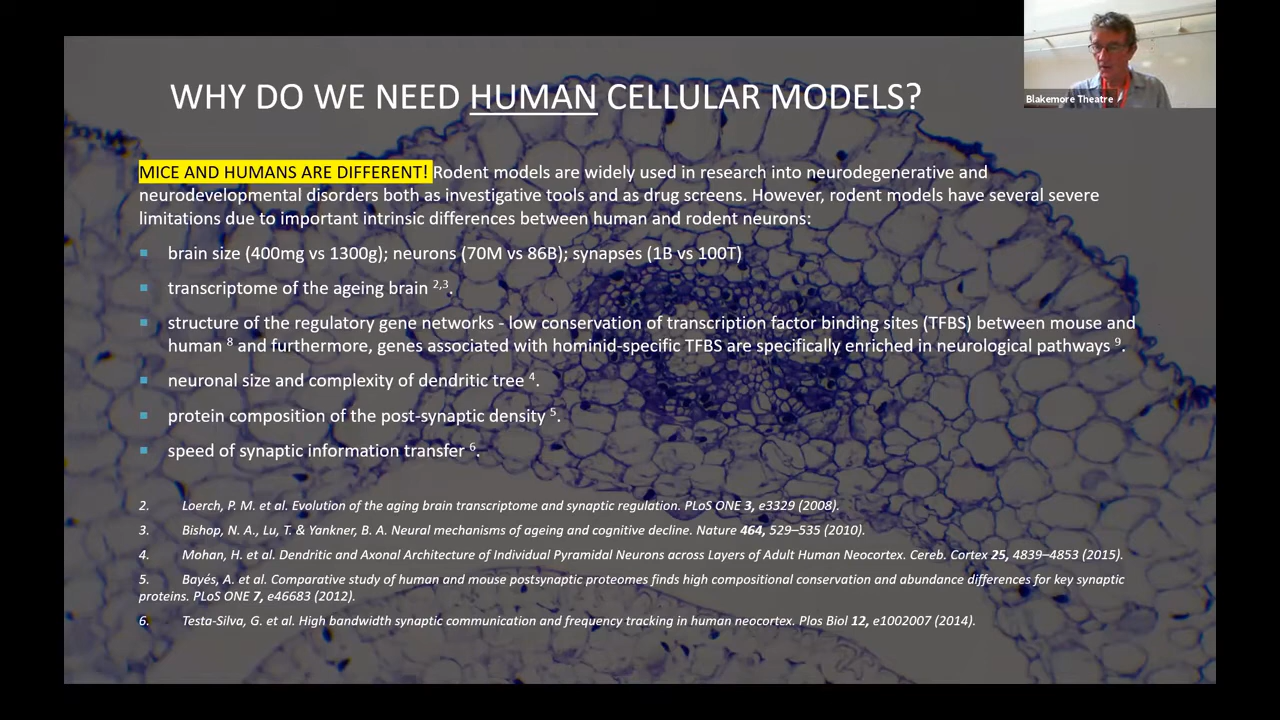 Blakemore Theatre
WHY DO WE NEED HUMAN CELLULAR MODELS?
MICE AND HUMANS ARE DIFFERENT! Rodent models are widely used in research into neurodegenerative and
neurodevelopmental disorders both as investigative tools and as drug screens. However, rodent models have several severe
limitations due to important intrinsic differences between human and rodent neurons:
▪ brain size (400mg vs 1300g); neurons (70M vs 86B); synapses (1B vs 100T)
▪ transcriptome of the ageing brain 2,3.
▪ structure of the regulatory gene networks - low conservation of transcription factor binding sites (TFBS) between mouse and
human 8 and furthermore, genes associated with hominid-specific TFBS are specifically enriched in neurological pathways 9.
▪ neuronal size and complexity of dendritic tree 4.
▪ protein composition of the post-synaptic density 5.
▪ speed of synaptic information transfer 6.
2. Loerch, P. M. et al. Evolution of the aging brain transcriptome and synaptic regulation. PLoS ONE 3, e3329 (2008).
3. Bishop, N. A., Lu, T. & Yankner, B. A. Neural mechanisms of ageing and cognitive decline. Nature 464, 529–535 (2010).
4. Mohan, H. et al. Dendritic and Axonal Architecture of Individual Pyramidal Neurons across Layers of Adult Human Neocortex. Cereb. Cortex 25, 4839–4853 (2015).
5. Bayés, A. et al. Comparative study of human and mouse postsynaptic proteomes finds high compositional conservation and abundance differences for key synaptic
proteins. PLoS ONE 7, e46683 (2012).
6. Testa-Silva, G. et al. High bandwidth synaptic communication and frequency tracking in human neocortex. Plos Biol 12, e1002007 (2014).